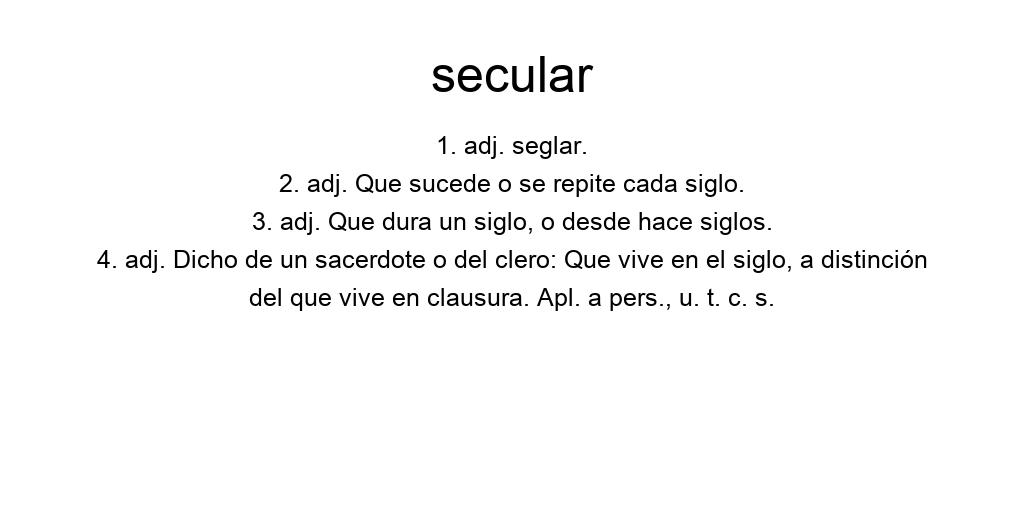 secular
1. adj. seglar.
2. adj. Que sucede o se repite cada siglo.
3. adj. Que dura un siglo, o desde hace siglos.
4. adj. Dicho de un sacerdote o del clero: Que vive en el siglo, a distinción
del que vive en clausura. Apl. a pers., u. t. c. s.